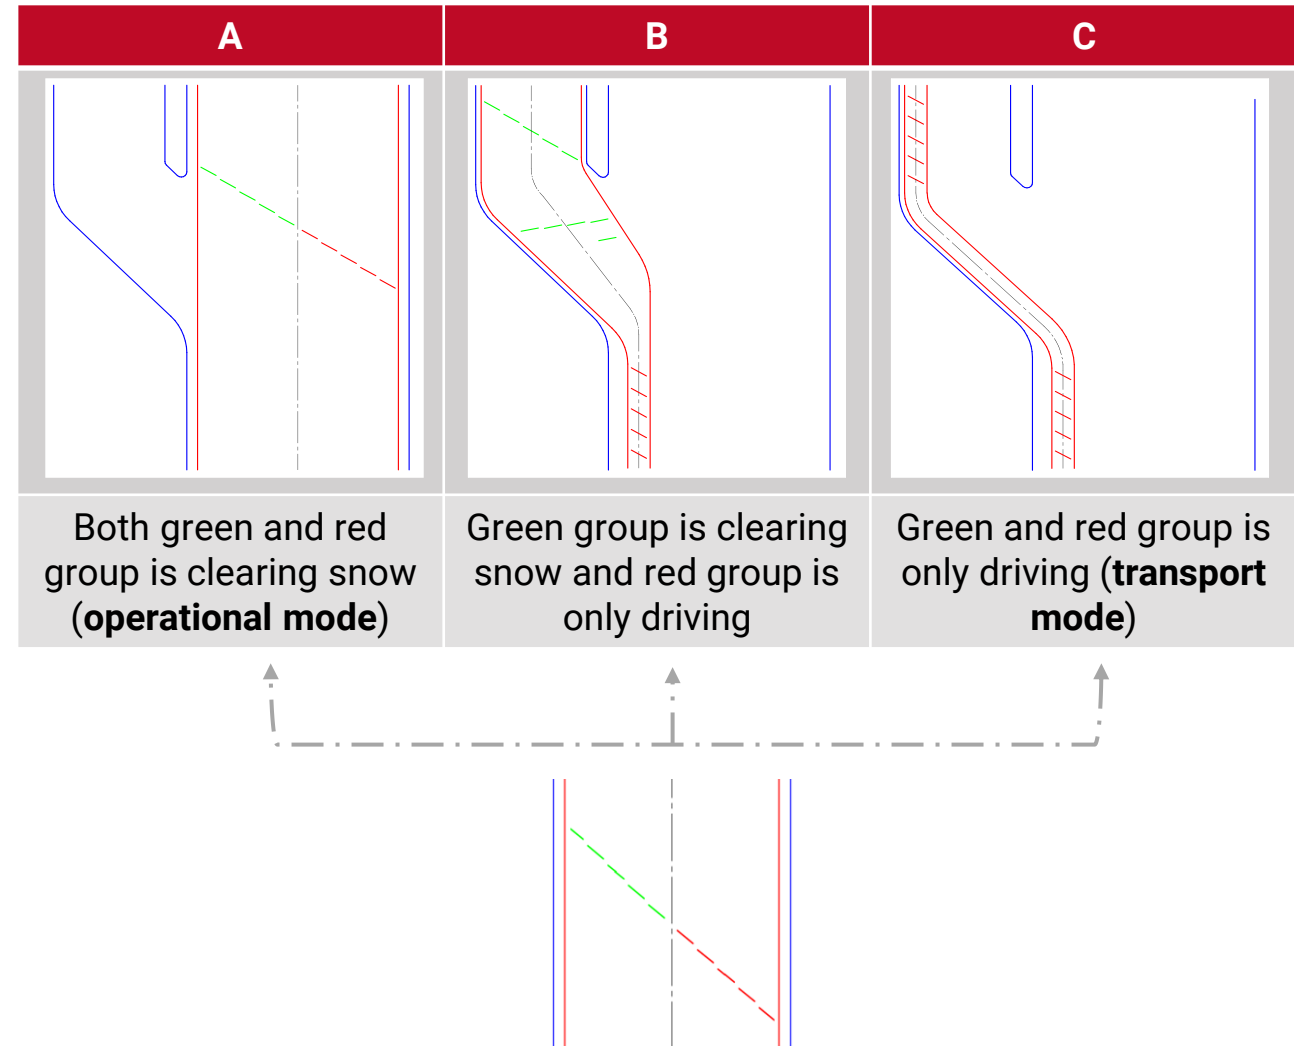 A
B
C
Both green and red
group is clearing snow
(operational mode)
Green group is clearing
snow and red group is
only driving
Green and red group is
only driving (transport
mode)